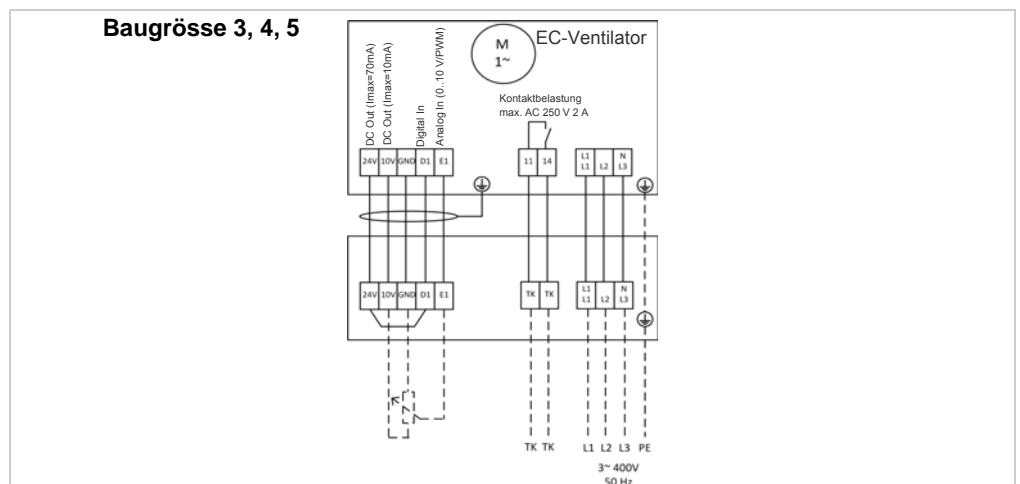 Baugrösse 3, 4, 5
M
1~
EC-Ventilator
DC Out (Imax=70mA)
DC Out (Imax=10mA)
Digital In
Analog In (0..10 V/PWM)
Kontaktbelastung
max. AC 250 V 2 A
24V 10V GND D1 E1
11 14
L1 L2 N
L1 L3
24V 10V GND D1 E1
TK TK
L1 L2 N
L1 L3
TK TK
L1 L2 L3 PE
3~ 400V
50 Hz